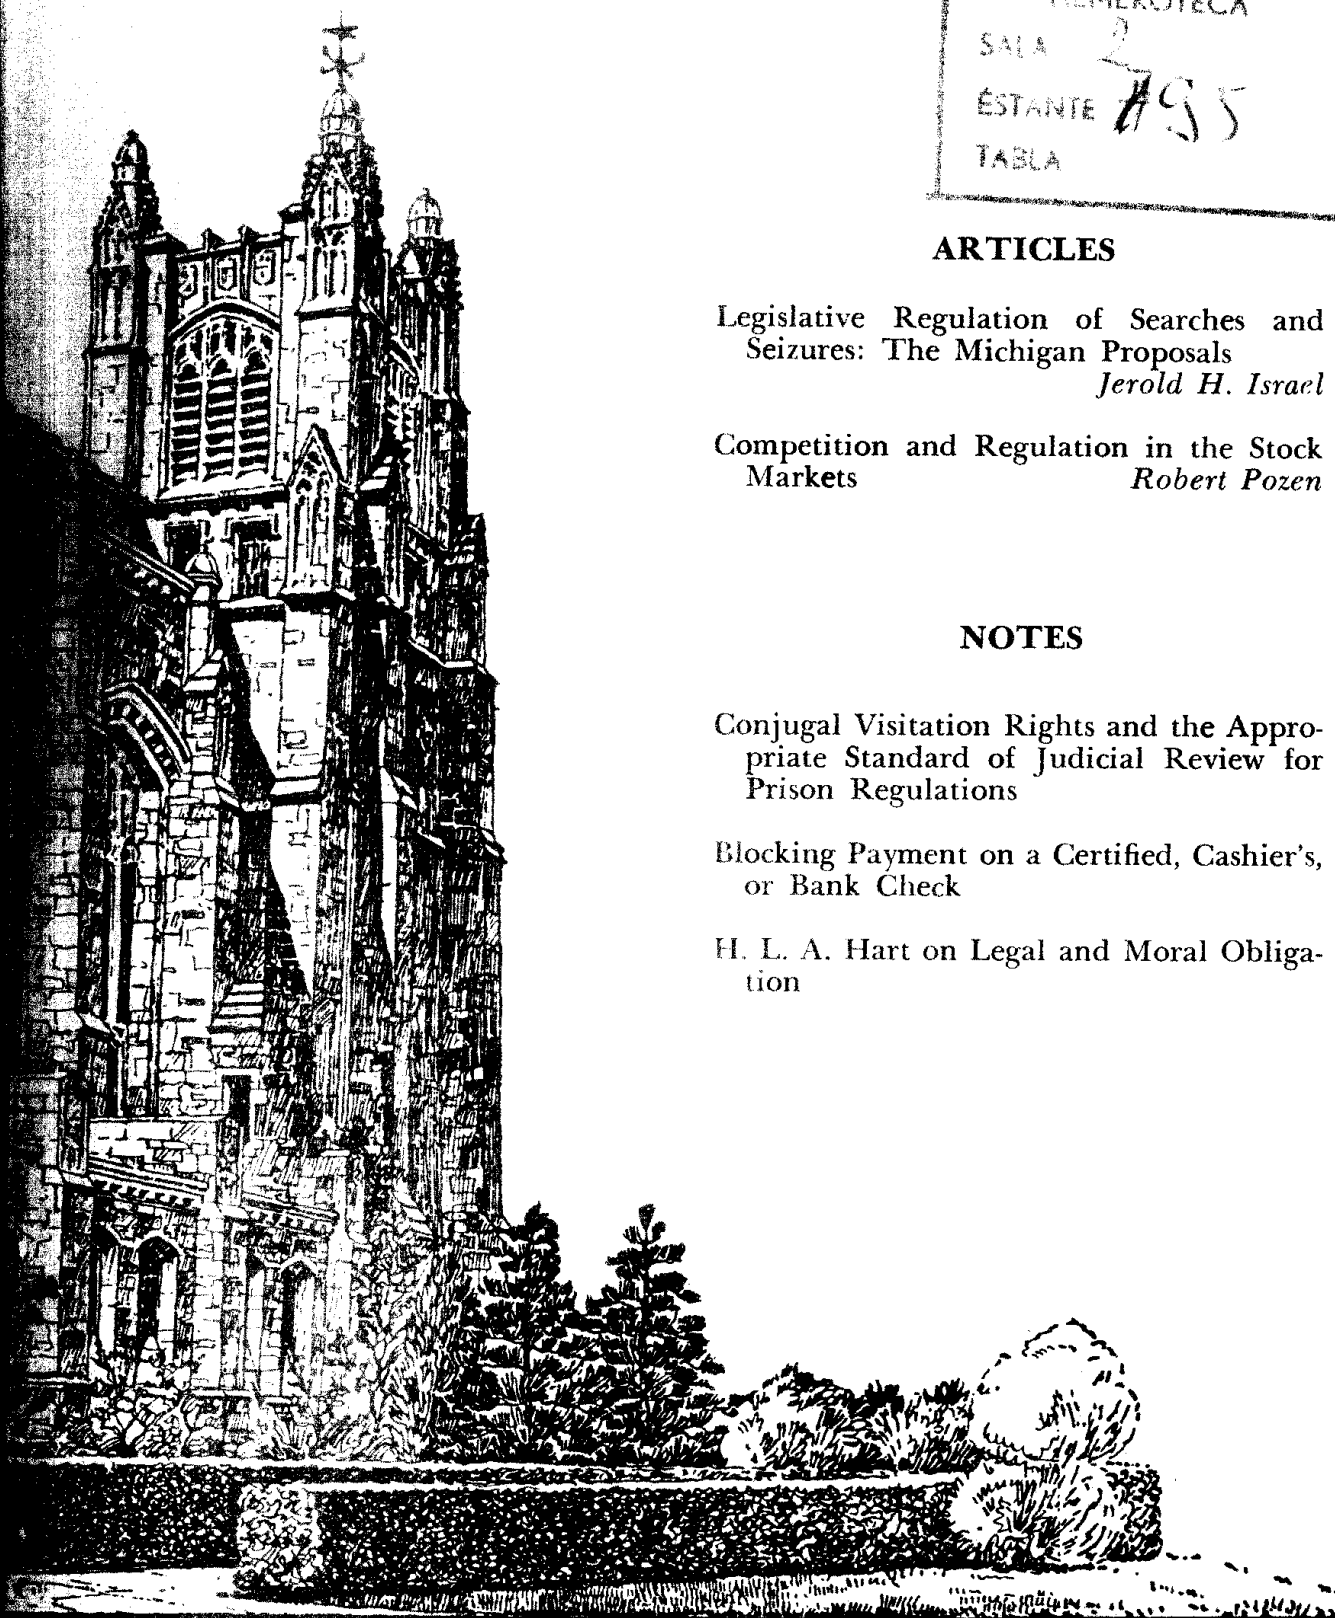 HEMEROTECA
SALA 2
ESTANTE
TABLA
ARTICLES
Legislative Regulation of Searches and
Seizures: The Michigan Proposals
Jerold H. Israel
Competition and Regulation in the Stock
Markets Robert Pozen
NOTES
Conjugal Visitation Rights and the Appro-
priate Standard of Judicial Review for
Prison Regulations
Blocking Payment on a Certified, Cashier's,
or Bank Check
H. L. A. Hart on Legal and Moral Obliga-
tion